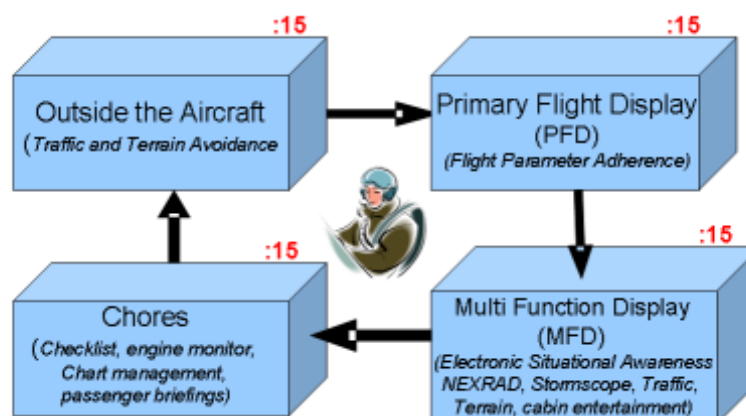 :15
Outside the Aircraft
(Traffic and Terrain Avoidance
:15
Primary Flight Display
(PFD)
(Flight Parameter Adherence)
:15
Chores
(Checklist, engine monitor,
Chart management,
passenger briefings)
:15
Multi Function Display
(MFD)
(Electronic Situational Awareness
NEXRAD, Stormscope, Traffic,
Terrain, cabin entertainment)